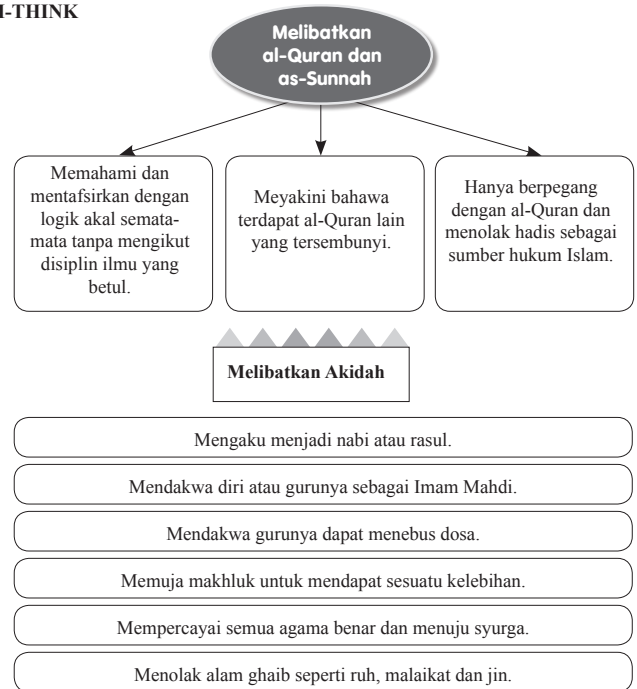 I-THINK
Melibatkan
al-Quran dan
as-Sunnah
Memahami dan
mentafsirkan dengan
logik akal semata-
mata tanpa mengikut
disiplin ilmu yang
betul.
Meyakini bahawa
terdapat al-Quran lain
yang tersembunyi.
Hanya berpegang
dengan al-Quran dan
menolak hadis sebagai
sumber hukum Islam.
Melibatkan Akidah
Mengaku menjadi nabi atau rasul.
Mendakwa diri atau gurunya sebagai Imam Mahdi.
Mendakwa gurunya dapat menebus dosa.
Memuja makhluk untuk mendapat sesuatu kelebihan.
Mempercayai semua agama benar dan menuju syurga.
Menolak alam ghaib seperti ruh, malaikat dan jin.